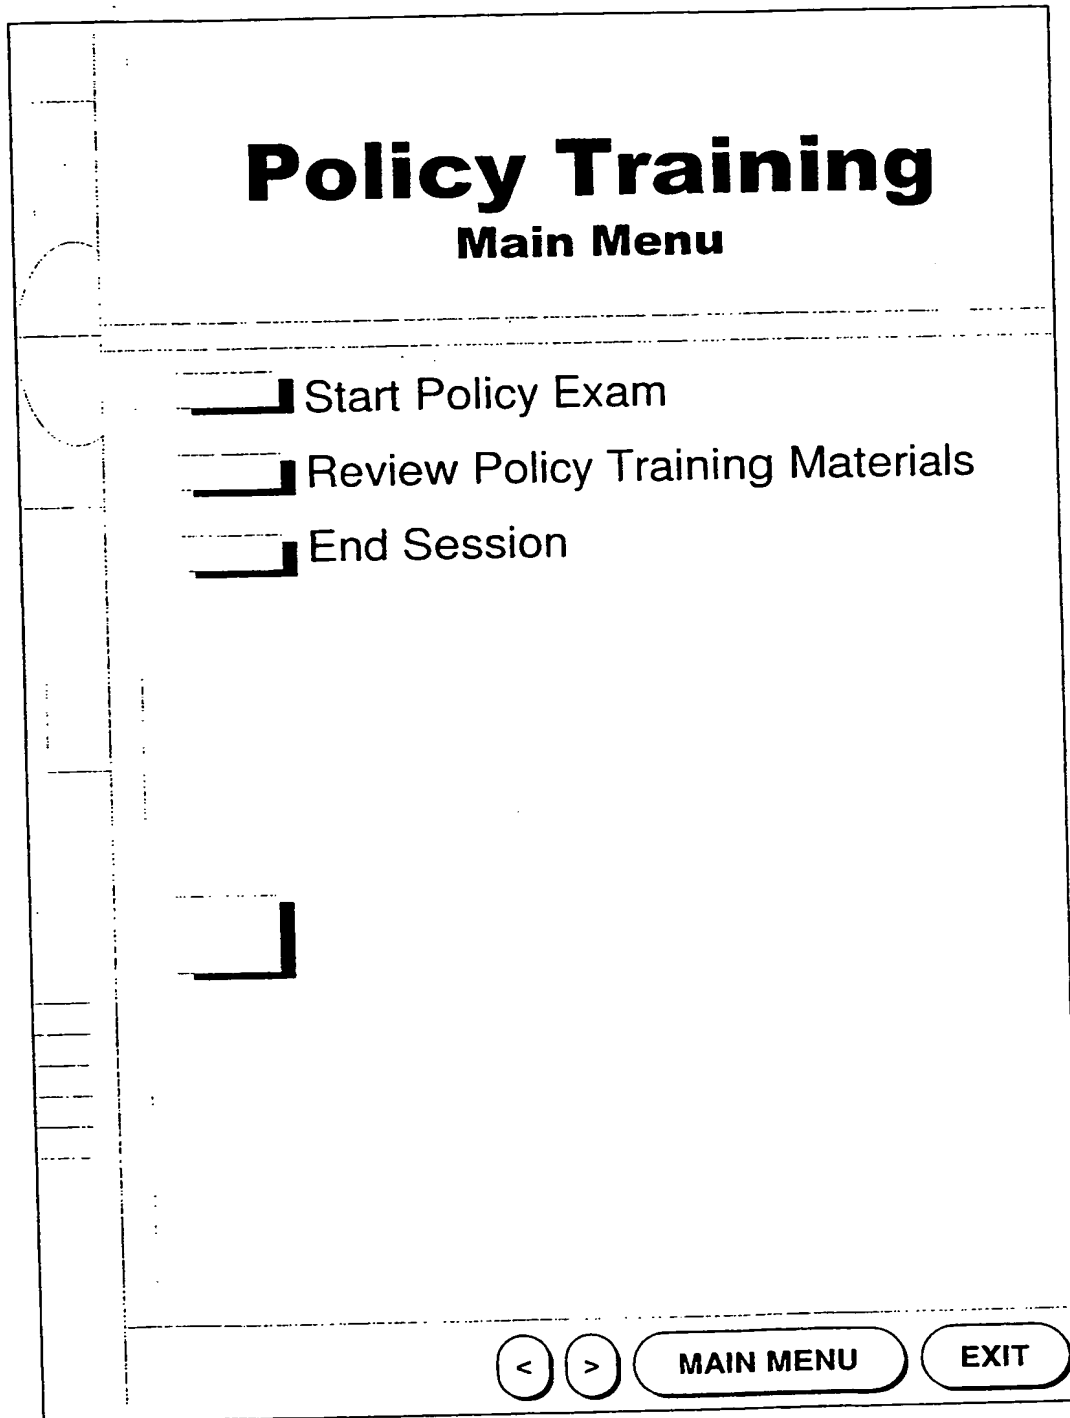 Policy Training
Main Menu
Start Policy Exam
Review Policy Training Materials
End Session
< > MAIN MENU EXIT